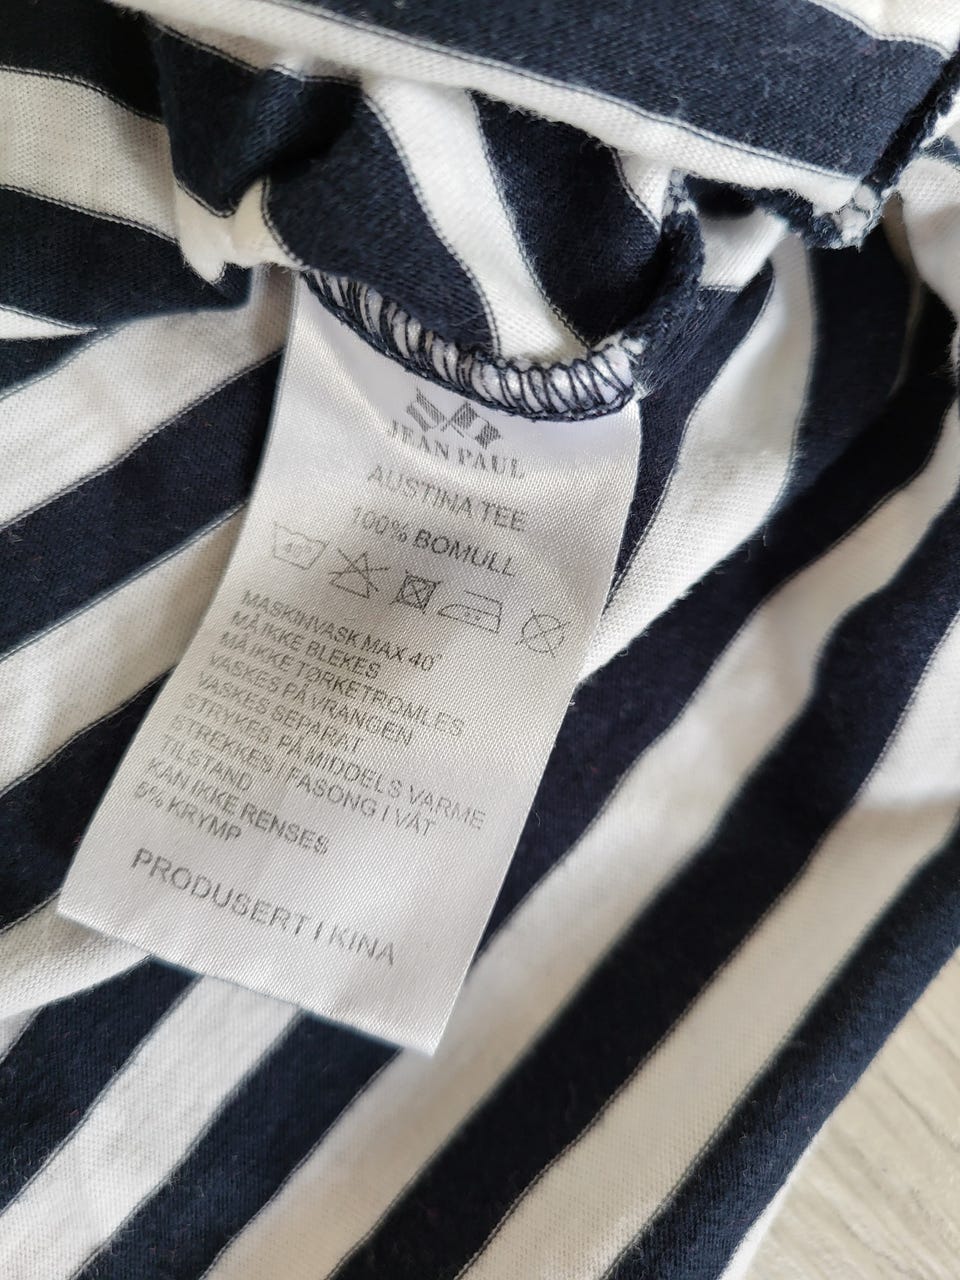 JEAN PAUL
AUSTINA TEE
100% BOMULL
40°
MASKINVASK MAX 40°
MÅ IKKE BLEKES
MÅ IKKE TØRKETROMLES
VASKES PÅ VRANGEN
VASKES SEPARAT
STRYKES PÅ MIDDELS VARME
STREKKES I FASONG I VÅT
TILSTAND
KAN IKKE RENSES
5% KRYMP
PRODUSERT I KINA